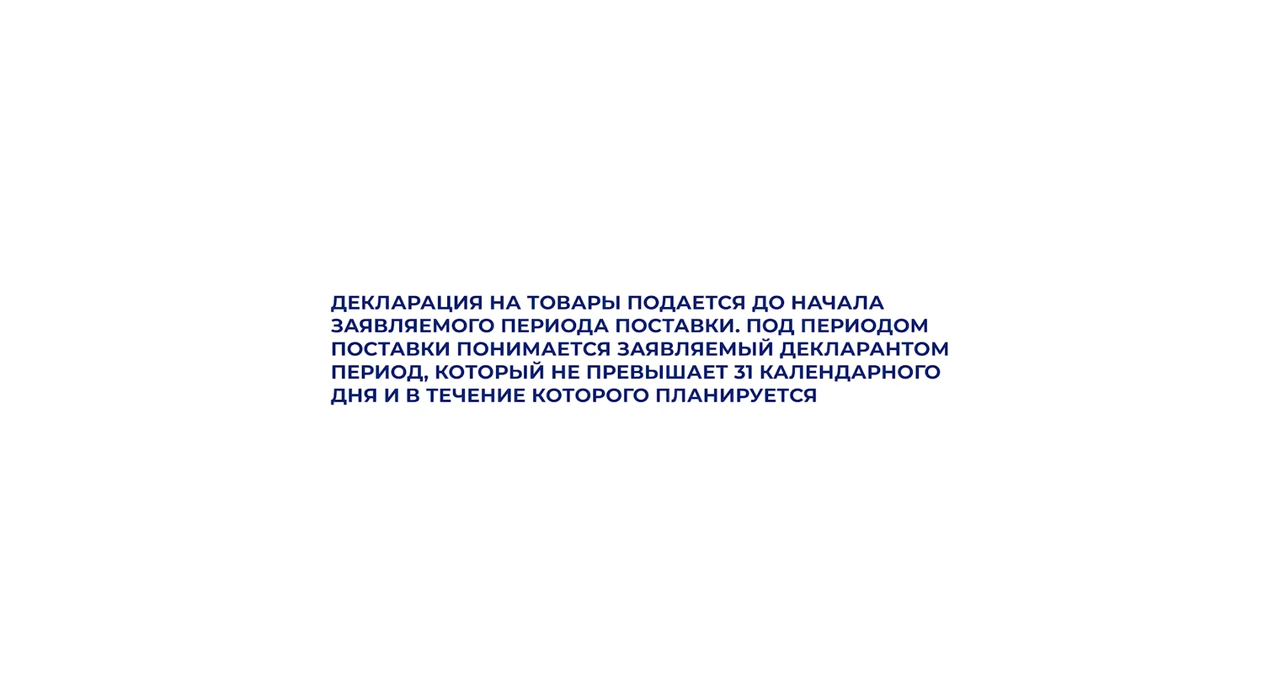 ДЕКЛАРАЦИЯ НА ТОВАРЫ ПОДАЕТСЯ ДО НАЧАЛА
ЗАЯВЛЯЕМОГО ПЕРИОДА ПОСТАВКИ. ПОД ПЕРИОДОМ
ПОСТАВКИ ПОНИМАЕТСЯ ЗАЯВЛЯЕМЫЙ ДЕКЛАРАНТОМ
ПЕРИОД, КОТОРЫЙ НЕ ПРЕВЫШАЕТ 31 КАЛЕНДАРНОГО
ДНЯ И В ТЕЧЕНИЕ КОТОРОГО ПЛАНИРУЕТСЯ